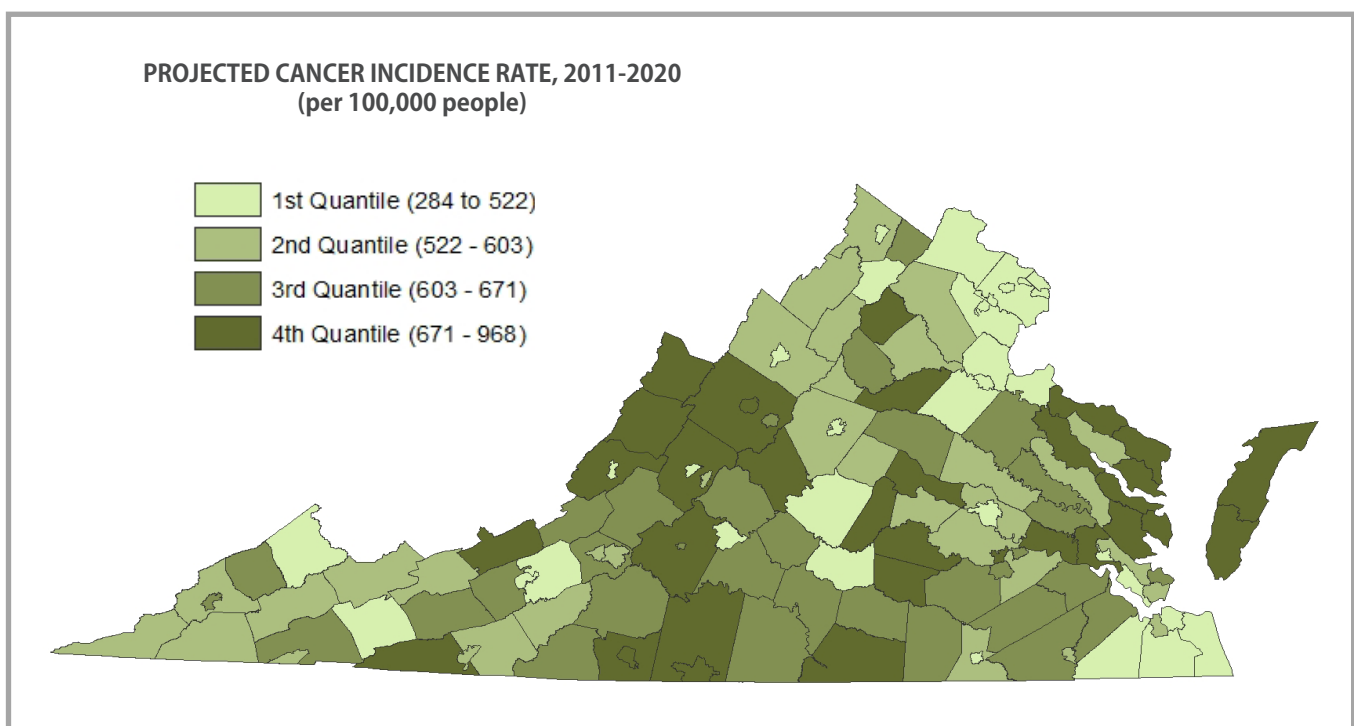 PROJECTED CANCER INCIDENCE RATE, 2011-2020
(per 100,000 people)
1st Quantile (284 to 522)
2nd Quantile (522 - 603)
3rd Quantile (603 - 671)
4th Quantile (671 - 968)